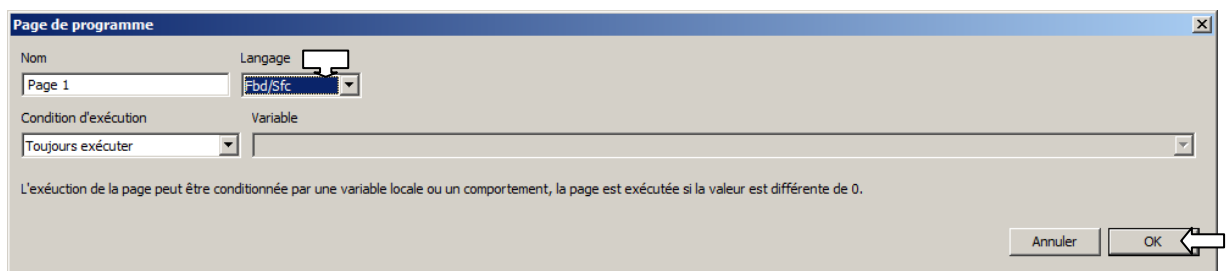 Page de programme
Nom Langage
Page 1 Fbd/Sfc
Condition d'exécution Variable
Toujours exécuter
L'exéuction de la page peut être conditionnée par une variable locale ou un comportement, la page est exécutée si la valeur est différente de 0.
Annuler OK